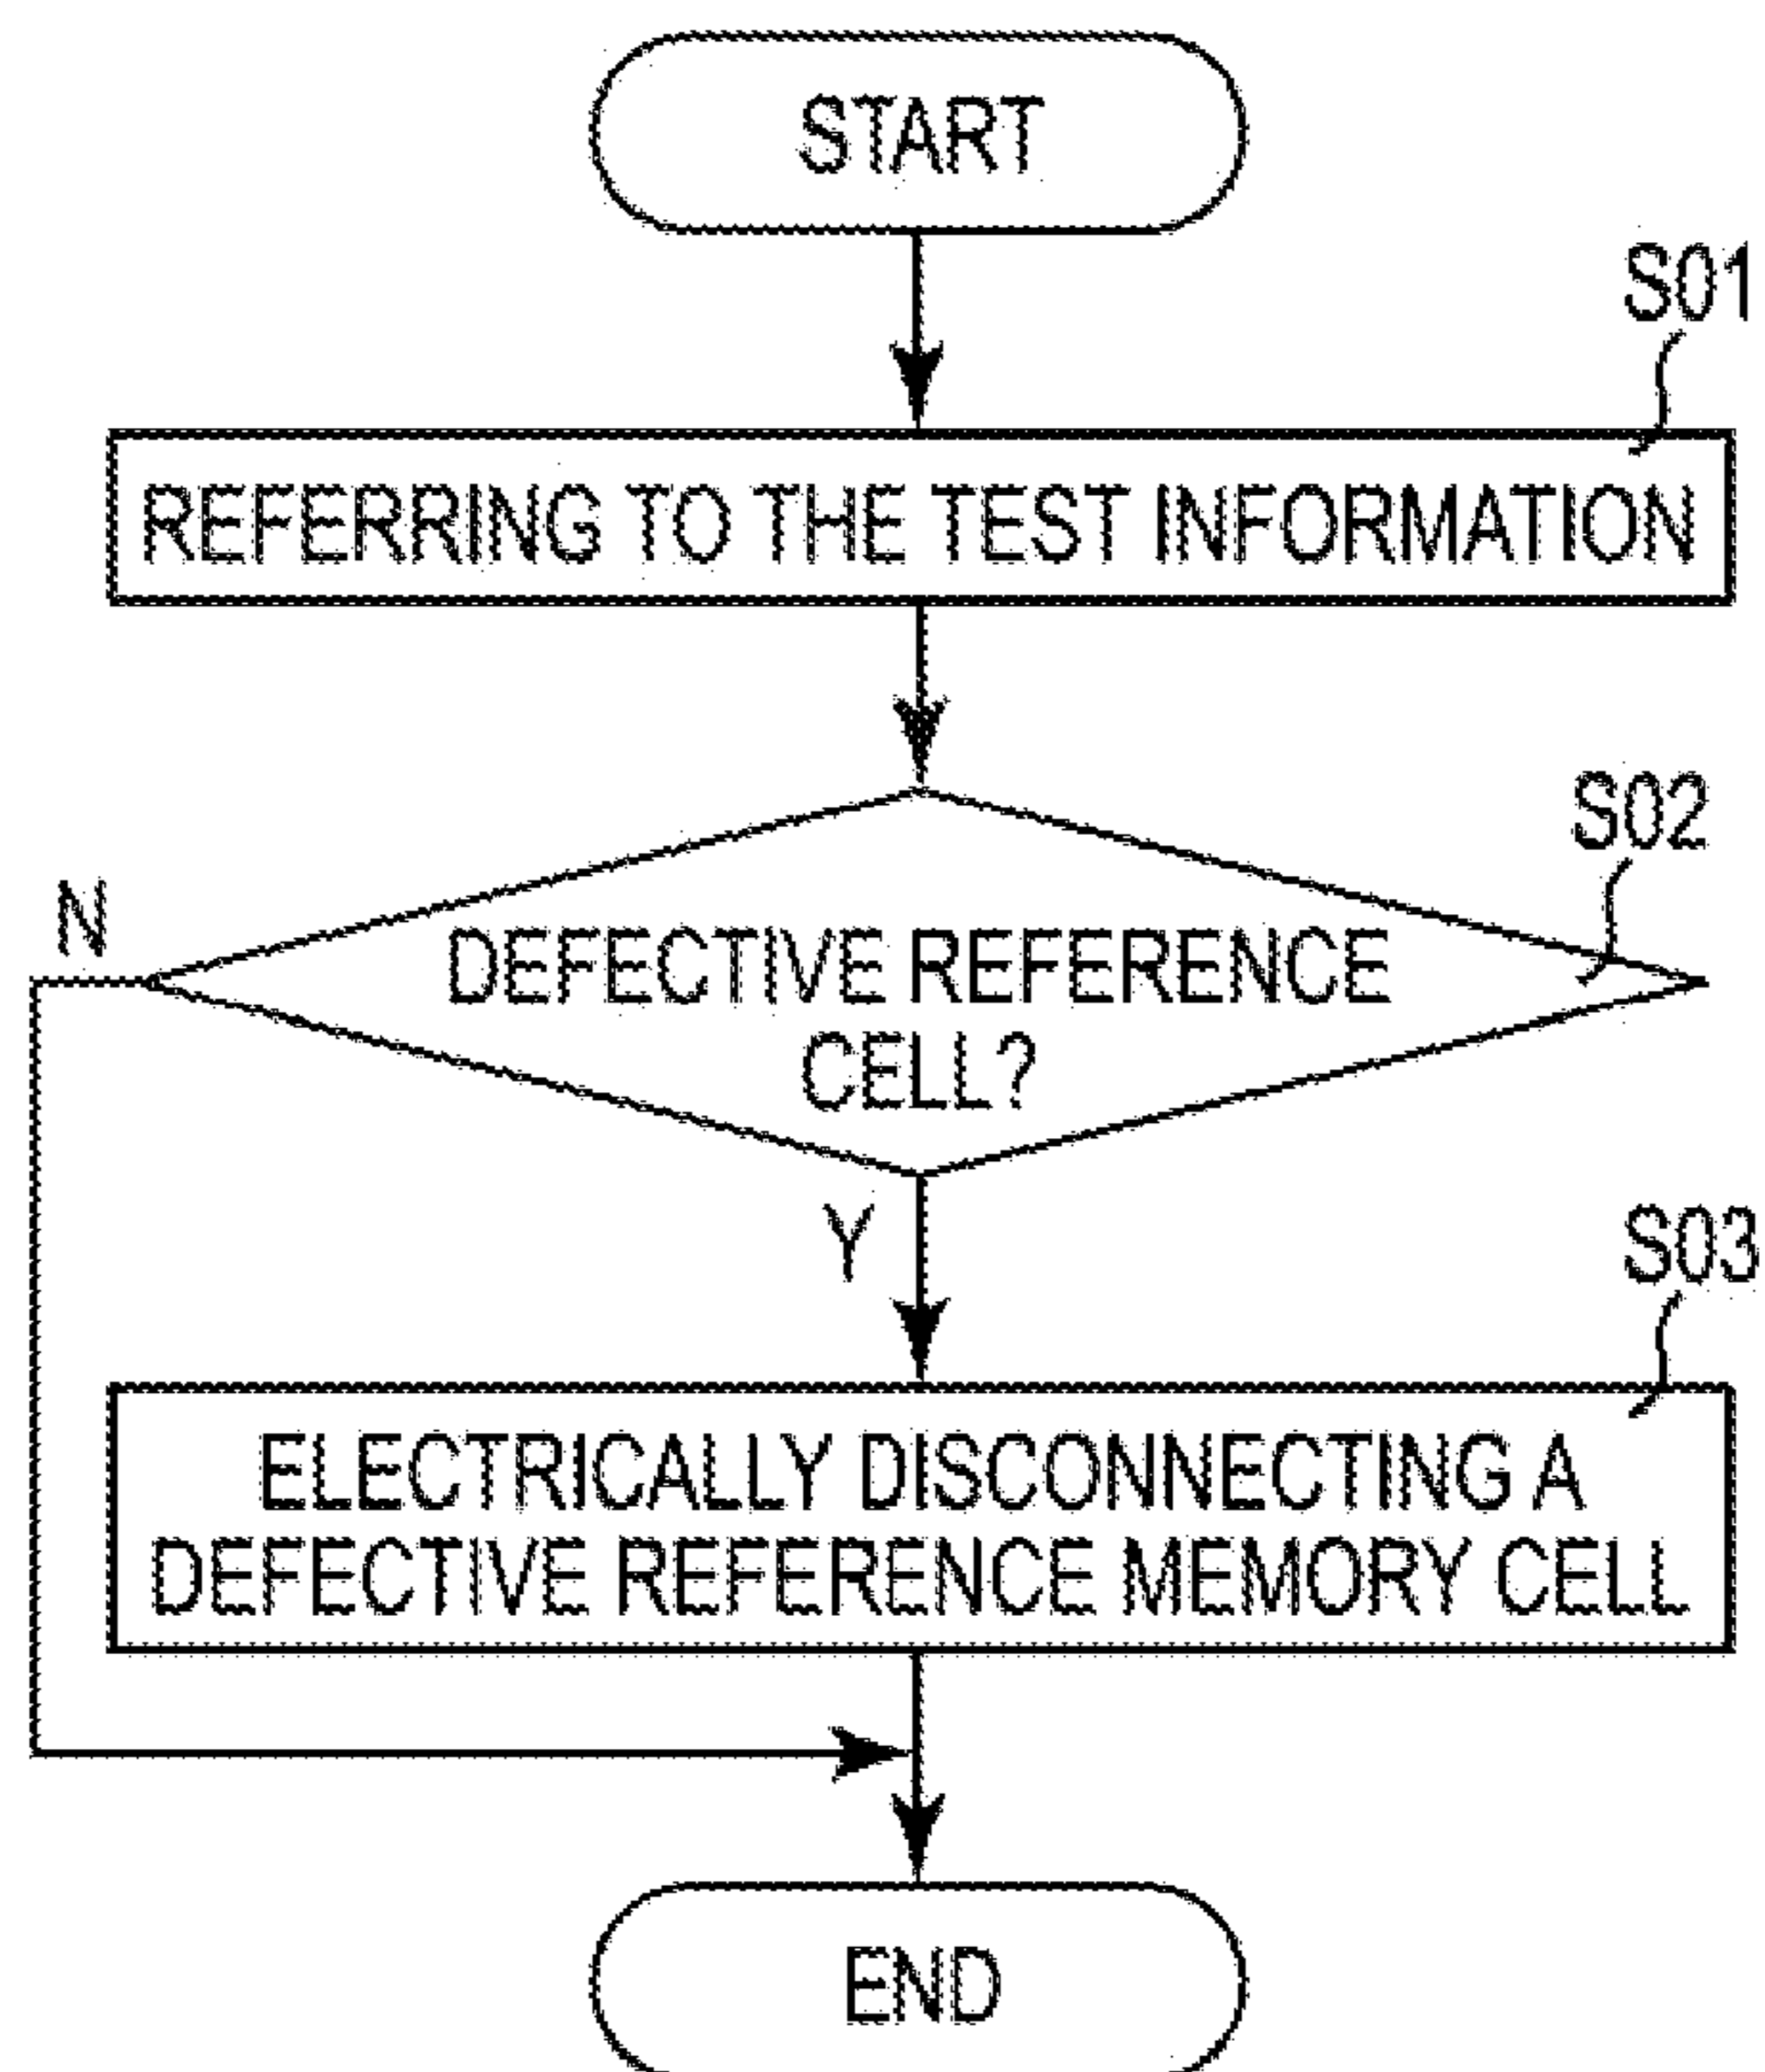 START
S01
REFERRING TO THE TEST INFORMATION
S02
N
DEFECTIVE REFERENCE
CELL?
Y
S03
ELECTRICALLY DISCONNECTING A
DEFECTIVE REFERENCE MEMORY CELL
END